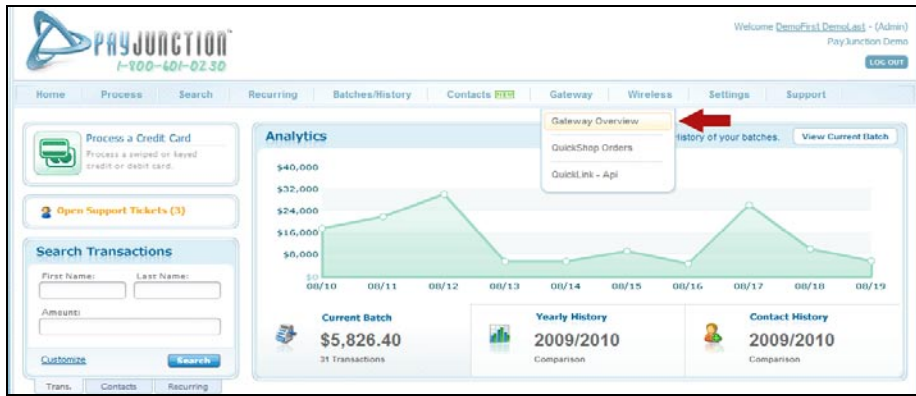 PAYJUNCTION
1-800-601-0230
Welcome DemoFirst DemoLast - (Admin)
PayJunction Demo
LOG OUT
Home Process Search Recurring Batches/History Contacts NEW Gateway Wireless Settings Support
Gateway Overview
QuickShop Orders
QuickLink - Api
Process a Credit Card
Process a swiped or keyed
credit or debit card.
Open Support Tickets (3)
Search Transactions
First Name: Last Name:
Amount:
Customize Search
Trans. Contacts Recurring
Analytics
History of your batches. View Current Batch
$40,000
$32,000
$24,000
$16,000
$8,000
$0
08/10 08/11 08/12 08/13 08/14 08/15 08/16 08/17 08/18 08/19
Current Batch
$5,826.40
31 Transactions
Yearly History
2009/2010
Comparison
Contact History
2009/2010
Comparison